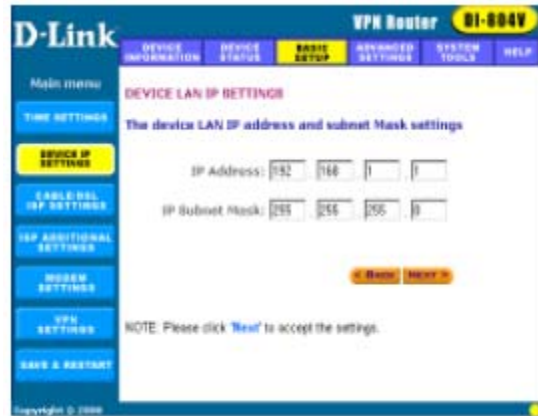 D-Link
VPN Router DI-804V
DEVICE INFORMATION DEVICE STATUS BASIC SETUP ADVANCED SETTINGS SYSTEM TOOLS HELP
Main menu
TIME SETTINGS
DEVICE IP SETTINGS
CABLE/DSL ISP SETTINGS
ISP ADDITIONAL SETTINGS
MODEM SETTINGS
VPN SETTINGS
SAVE & RESTART
DEVICE LAN IP SETTINGS
The device LAN IP address and subnet Mask settings
IP Address: 192 . 168 . 1 . 1
IP Subnet Mask: 255 . 255 . 255 . 0
< BACK NEXT >
NOTE: Please click 'Next' to accept the settings.
Copyright © 2000